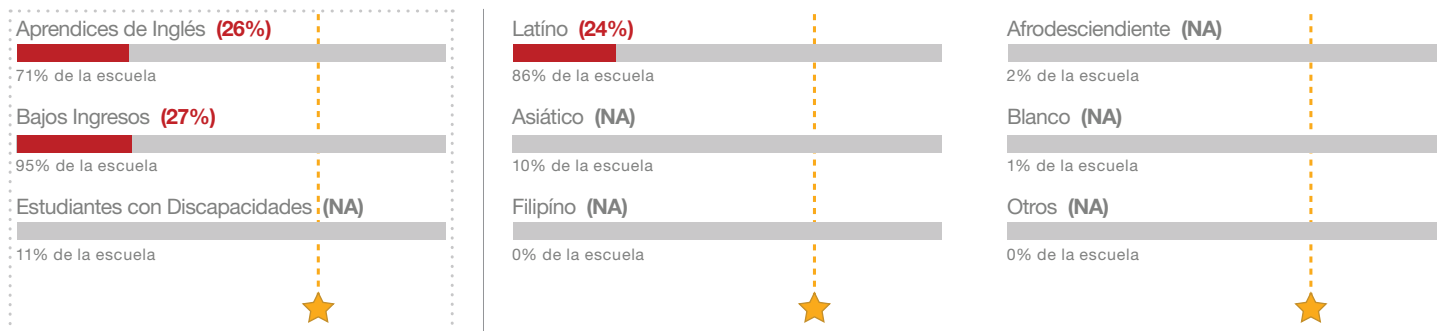 Aprendices de Inglés (26%)
71% de la escuela
Bajos Ingresos (27%)
95% de la escuela
Estudiantes con Discapacidades (NA)
11% de la escuela
Latíno (24%)
86% de la escuela
Asiático (NA)
10% de la escuela
Filipíno (NA)
0% de la escuela
Afrodesciendiente (NA)
2% de la escuela
Blanco (NA)
1% de la escuela
Otros (NA)
0% de la escuela